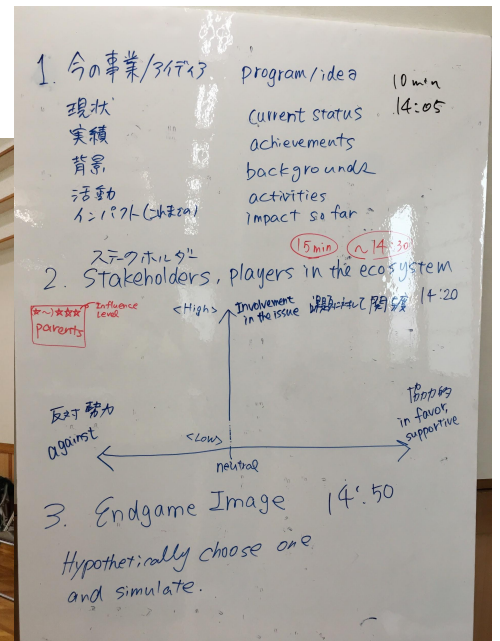 1. 今の事業/アイディア program/idea
10min
14:05
現状 current status
実績 achievements
背景 backgrounds
活動 activities
インパクト(これまでの) impact so far
15min ~14:30
ステークホルダー
2. Stakeholders, players in the ecosystem
★~★★★ Influence Level
parents
<High> Involvement in the issue 課題に対して 14:20
反対勢力
against
<Low>
neutral
協力的
in favor,
supportive
3. Endgame Image 14:50
Hypothetically choose one
and simulate.